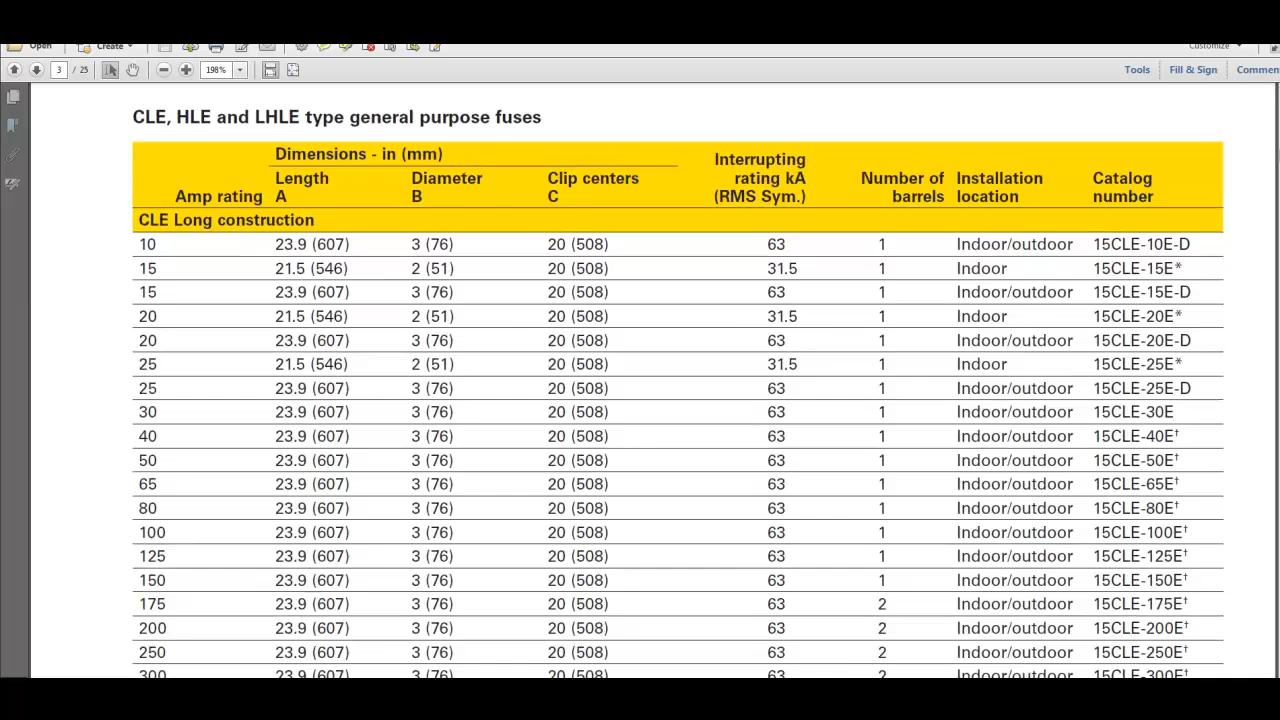 Open Create Customize
3 / 25 198% Tools Fill & Sign Commen
CLE, HLE and LHLE type general purpose fuses
Dimensions - in (mm)
Amp rating Length A Diameter B Clip centers C Interrupting rating kA (RMS Sym.) Number of barrels Installation location Catalog number
CLE Long construction
10 23.9 (607) 3 (76) 20 (508) 63 1 Indoor/outdoor 15CLE-10E-D
15 21.5 (546) 2 (51) 20 (508) 31.5 1 Indoor 15CLE-15E*
15 23.9 (607) 3 (76) 20 (508) 63 1 Indoor/outdoor 15CLE-15E-D
20 21.5 (546) 2 (51) 20 (508) 31.5 1 Indoor 15CLE-20E*
20 23.9 (607) 3 (76) 20 (508) 63 1 Indoor/outdoor 15CLE-20E-D
25 21.5 (546) 2 (51) 20 (508) 31.5 1 Indoor 15CLE-25E*
25 23.9 (607) 3 (76) 20 (508) 63 1 Indoor/outdoor 15CLE-25E-D
30 23.9 (607) 3 (76) 20 (508) 63 1 Indoor/outdoor 15CLE-30E
40 23.9 (607) 3 (76) 20 (508) 63 1 Indoor/outdoor 15CLE-40E†
50 23.9 (607) 3 (76) 20 (508) 63 1 Indoor/outdoor 15CLE-50E†
65 23.9 (607) 3 (76) 20 (508) 63 1 Indoor/outdoor 15CLE-65E†
80 23.9 (607) 3 (76) 20 (508) 63 1 Indoor/outdoor 15CLE-80E†
100 23.9 (607) 3 (76) 20 (508) 63 1 Indoor/outdoor 15CLE-100E†
125 23.9 (607) 3 (76) 20 (508) 63 1 Indoor/outdoor 15CLE-125E†
150 23.9 (607) 3 (76) 20 (508) 63 1 Indoor/outdoor 15CLE-150E†
175 23.9 (607) 3 (76) 20 (508) 63 2 Indoor/outdoor 15CLE-175E†
200 23.9 (607) 3 (76) 20 (508) 63 2 Indoor/outdoor 15CLE-200E†
250 23.9 (607) 3 (76) 20 (508) 63 2 Indoor/outdoor 15CLE-250E†
300 23.9 (607) 3 (76) 20 (508) 63 2 Indoor/outdoor 15CLE-300E†